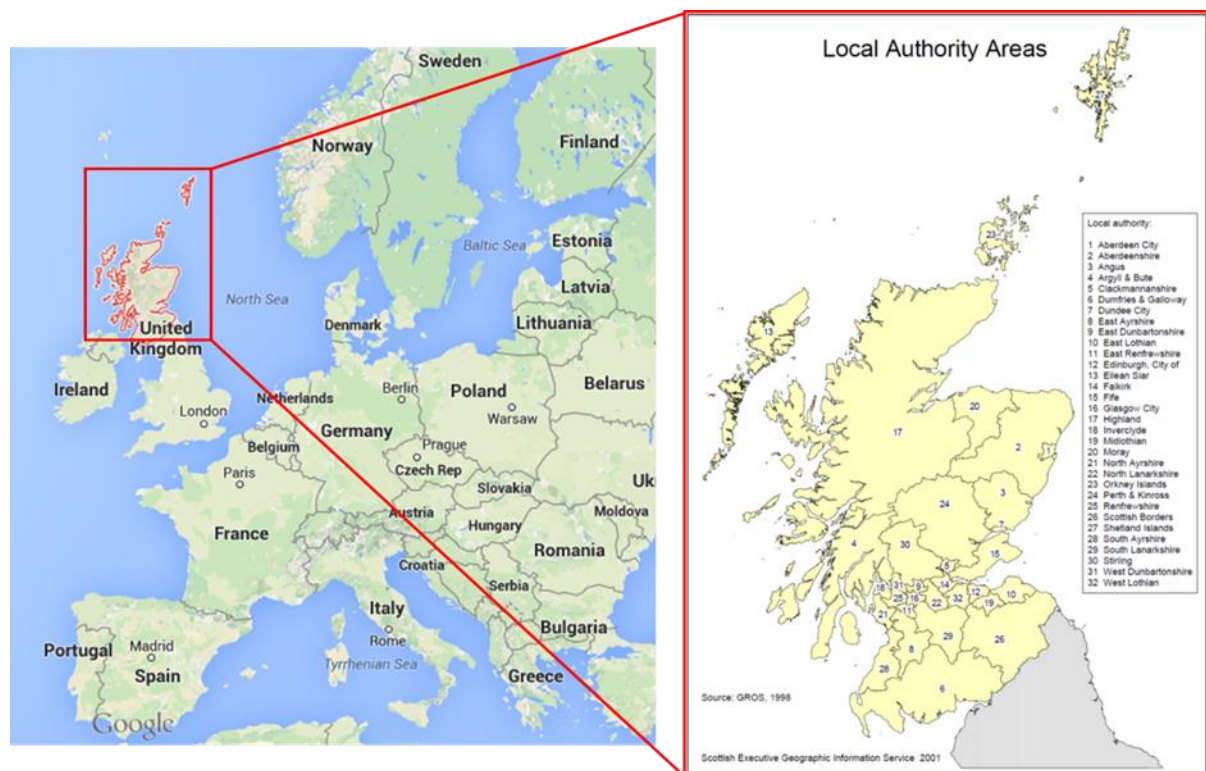 Sweden
Norway
Finland
Baltic Sea
Estonia
Latvia
North Sea
Denmark
Lithuania
United
Kingdom
Ireland
Berlin
Poland
Belarus
Netherlands
London
Warsaw
Germany
Belgium
Prague
Czech Rep
Paris
Slovakia
Uk
Moldova
Austria
Hungary
France
Romania
Croatia
Serbia
Italy
Bulgaria
Rome
Portugal
Madrid
Tyrrhenian Sea
Spain
Greece
Google
Local Authority Areas
27
23
13
20
17
2
1
3
24
7
4
30
15
5
18
31
9
14
12
10
25
16
22
32
19
21
11
29
26
8
28
6
Local authority:
1 Aberdeen City
2 Aberdeenshire
3 Angus
4 Argyll & Bute
5 Clackmannanshire
6 Dumfries & Galloway
7 Dundee City
8 East Ayrshire
9 East Dunbartonshire
10 East Lothian
11 East Renfrewshire
12 Edinburgh, City of
13 Eilean Siar
14 Falkirk
15 Fife
16 Glasgow City
17 Highland
18 Inverclyde
19 Midlothian
20 Moray
21 North Ayrshire
22 North Lanarkshire
23 Orkney Islands
24 Perth & Kinross
25 Renfrewshire
26 Scottish Borders
27 Shetland Islands
28 South Ayrshire
29 South Lanarkshire
30 Stirling
31 West Dunbartonshire
32 West Lothian
Source: GROS, 1998
Scottish Executive Geographic Information Service 2001